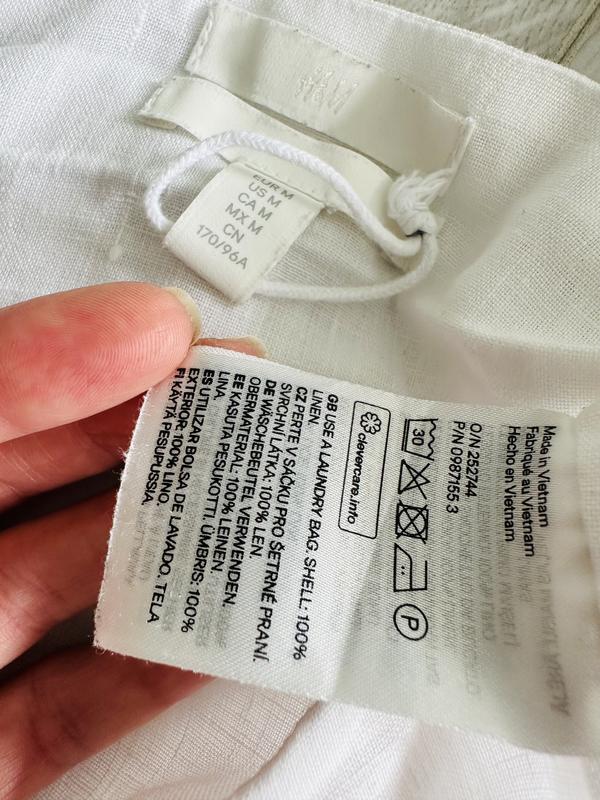 H&M
EUR M
US M
CA M
MX M
CN
170/96A
Made in Vietnam
Fabriqué au Vietnam
Hecho en Vietnam
O/N 252744
P/N 0987155 3
30
P
clevercare.info
GB USE A LAUNDRY BAG. SHELL: 100%
LINEN.
CZ PERTE V SÁČKU PRO ŠETRNÉ PRANÍ.
SVRCHNÍ LÁTKA: 100% LEN.
DE WÄSCHEBEUTEL VERWENDEN.
OBERMATERIAL: 100% LEINEN.
EE KASUTA PESUKOTTI. ÜMBRIS: 100%
LINA.
ES UTILIZAR BOLSA DE LAVADO. TELA
EXTERIOR: 100% LINO.
FI KÄYTÄ PESUPUSSIA.